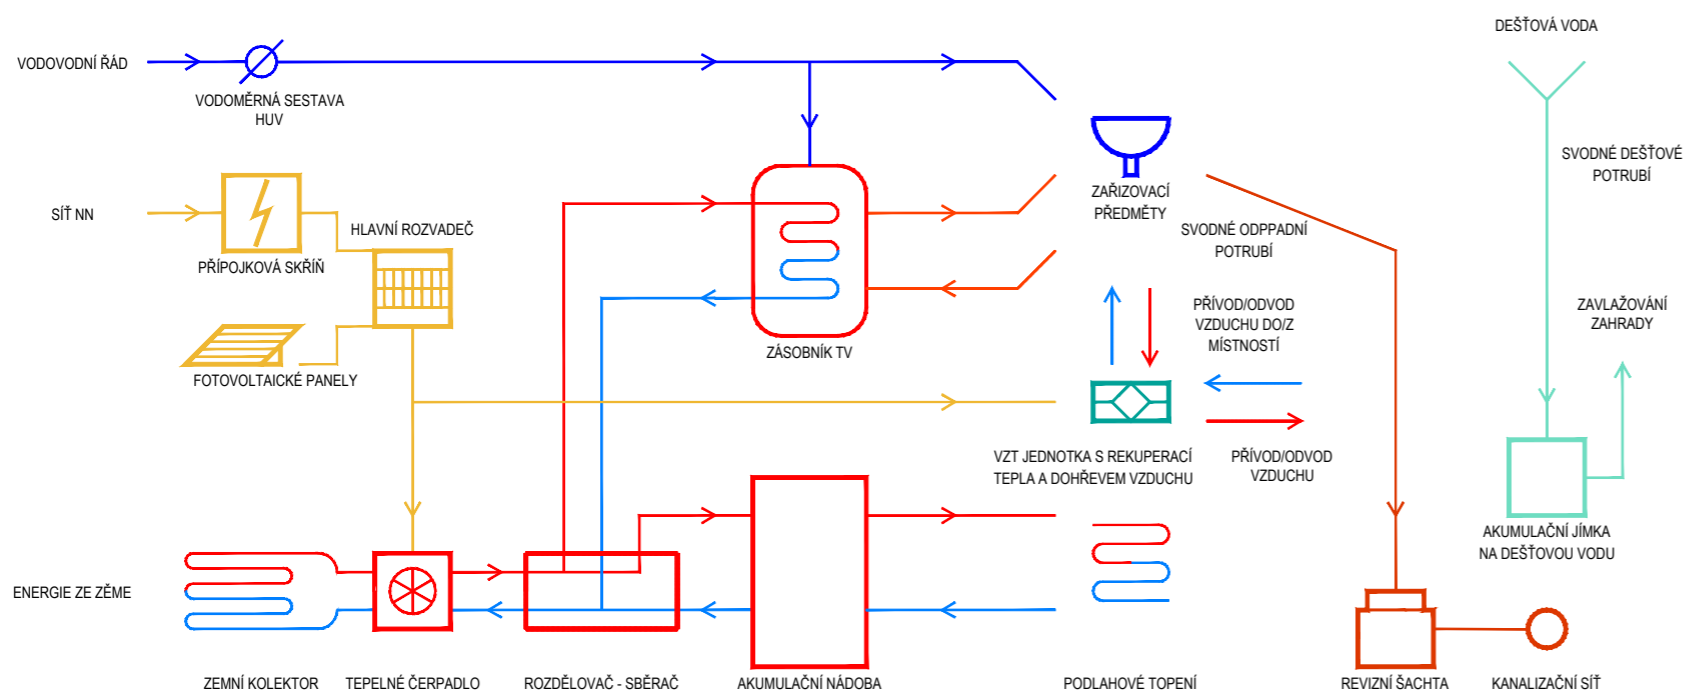 DEŠŤOVÁ VODA
VODOVODNÍ ŘÁD
VODOMĚRNÁ SESTAVA
HUV
SVODNÉ DEŠŤOVÉ
POTRUBÍ
ZAŘIZOVACÍ
PŘEDMĚTY
SÍŤ NN
HLAVNÍ ROZVADEČ
SVODNÉ ODPPADNÍ
POTRUBÍ
PŘÍPOJKOVÁ SKŘÍŇ
PŘÍVOD/ODVOD
VZDUCHU DO/Z
MÍSTNOSTÍ
ZAVLAŽOVÁNÍ
ZAHRADY
ZÁSOBNÍK TV
FOTOVOLTAICKÉ PANELY
VZT JEDNOTKA S REKUPERACÍ
TEPLA A DOHŘEVEM VZDUCHU
PŘÍVOD/ODVOD
VZDUCHU
AKUMULAČNÍ JÍMKA
NA DEŠŤOVOU VODU
ENERGIE ZE ZĚME
ZEMNÍ KOLEKTOR
TEPELNÉ ČERPADLO
ROZDĚLOVAČ - SBĚRAČ
AKUMULAČNÍ NÁDOBA
PODLAHOVÉ TOPENÍ
REVIZNÍ ŠACHTA
KANALIZAČNÍ SÍŤ